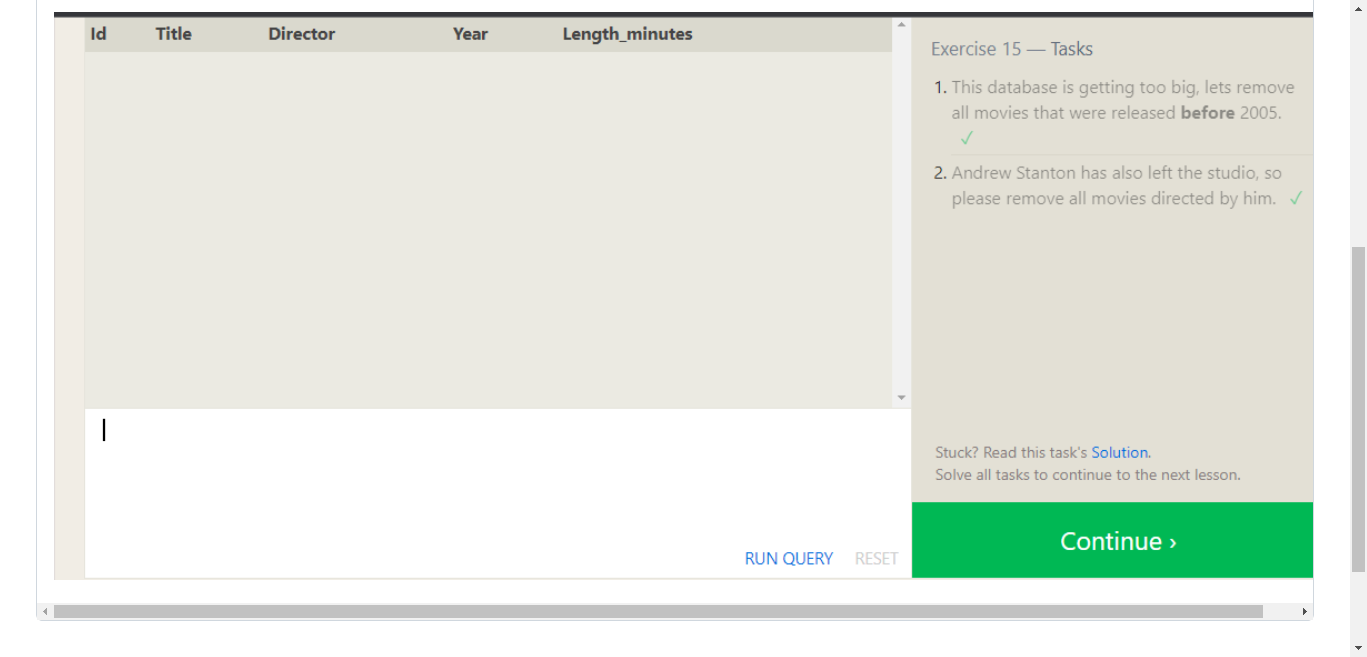 Id Title Director Year Length_minutes
Exercise 15 — Tasks
1. This database is getting too big, lets remove
all movies that were released before 2005.
✓
2. Andrew Stanton has also left the studio, so
please remove all movies directed by him. ✓
Stuck? Read this task's Solution.
Solve all tasks to continue to the next lesson.
RUN QUERY RESET
Continue ›